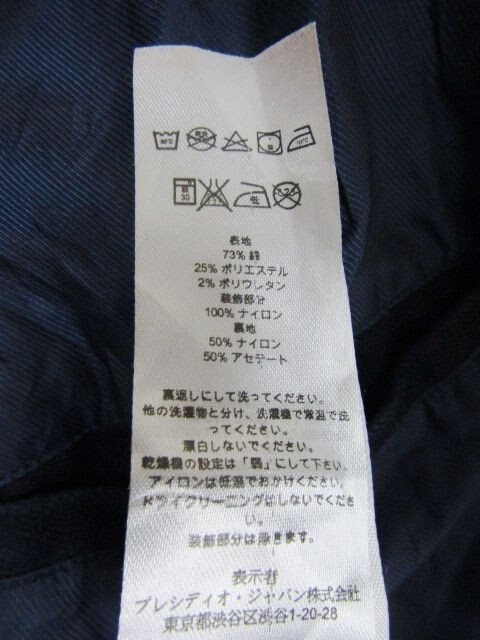 30
低
表地
73% 綿
25% ポリエステル
2% ポリウレタン
装飾部分
100% ナイロン
裏地
50% ナイロン
50% アセテート
裏返しにして洗ってください。
他の洗濯物と分け、洗濯機で常温で洗
ってください。
漂白しないでください。
乾燥機の設定は「弱」にして下さい。
アイロンは低温でおかけください。
ドライクリーニングはしないでくだ
さい。
装飾部分は除きます。
表示者
プレシディオ・ジャパン株式会社
東京都渋谷区渋谷1-20-28